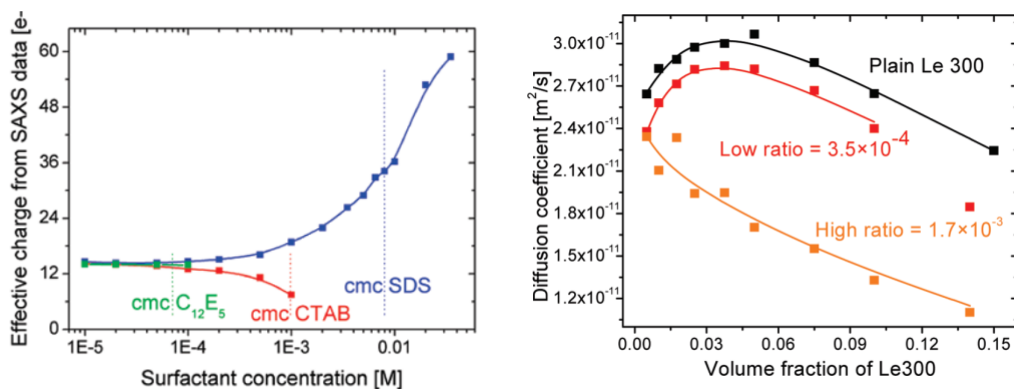 Effective charge from SAXS data [e-
60
48
36
24
12
0
cmc C₁₂E₅
cmc CTAB
cmc SDS
1E-5
1E-4
1E-3
0.01
Surfactant concentration [M]
Diffusion coefficient [m²/s]
3.0x10⁻¹¹
2.7x10⁻¹¹
2.4x10⁻¹¹
2.1x10⁻¹¹
1.8x10⁻¹¹
1.5x10⁻¹¹
1.2x10⁻¹¹
Plain Le 300
Low ratio = 3.5×10⁻⁴
High ratio = 1.7×10⁻³
0.00
0.03
0.06
0.09
0.12
0.15
Volume fraction of Le300